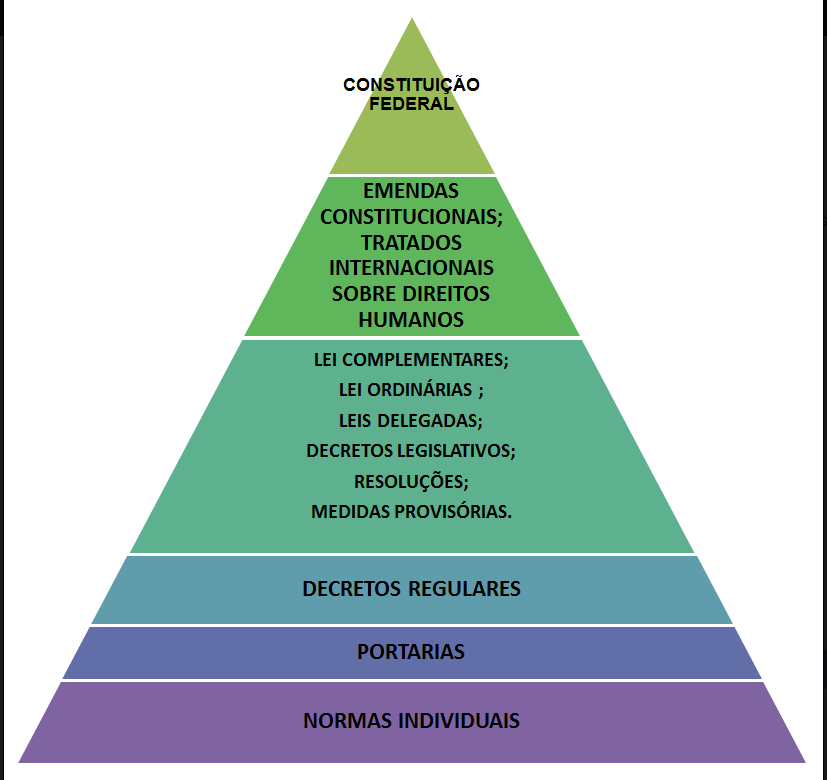 CONSTITUIÇÃO
FEDERAL
EMENDAS
CONSTITUCIONAIS;
TRATADOS
INTERNACIONAIS
SOBRE DIREITOS
HUMANOS
LEI COMPLEMENTARES;
LEI ORDINÁRIAS ;
LEIS DELEGADAS;
DECRETOS LEGISLATIVOS;
RESOLUÇÕES;
MEDIDAS PROVISÓRIAS.
DECRETOS REGULARES
PORTARIAS
NORMAS INDIVIDUAIS